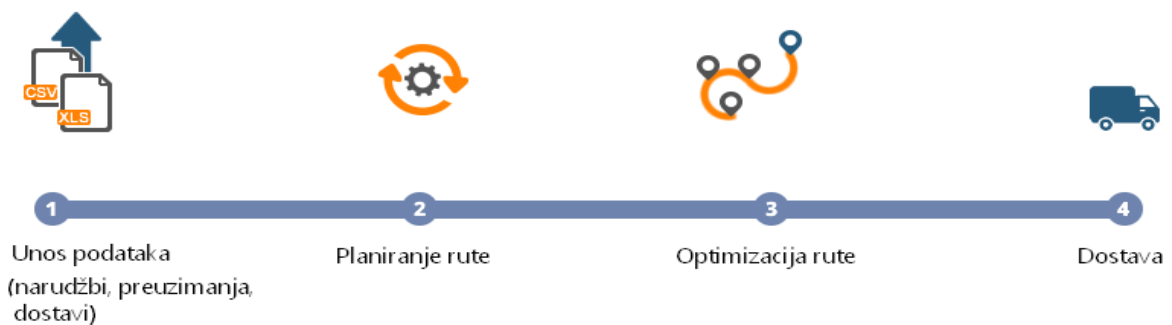 CSV
XLS
1
2
3
4
Unos podataka
(narudžbi, preuzimanja,
dostavi)
Planiranje rute
Optimizacija rute
Dostava